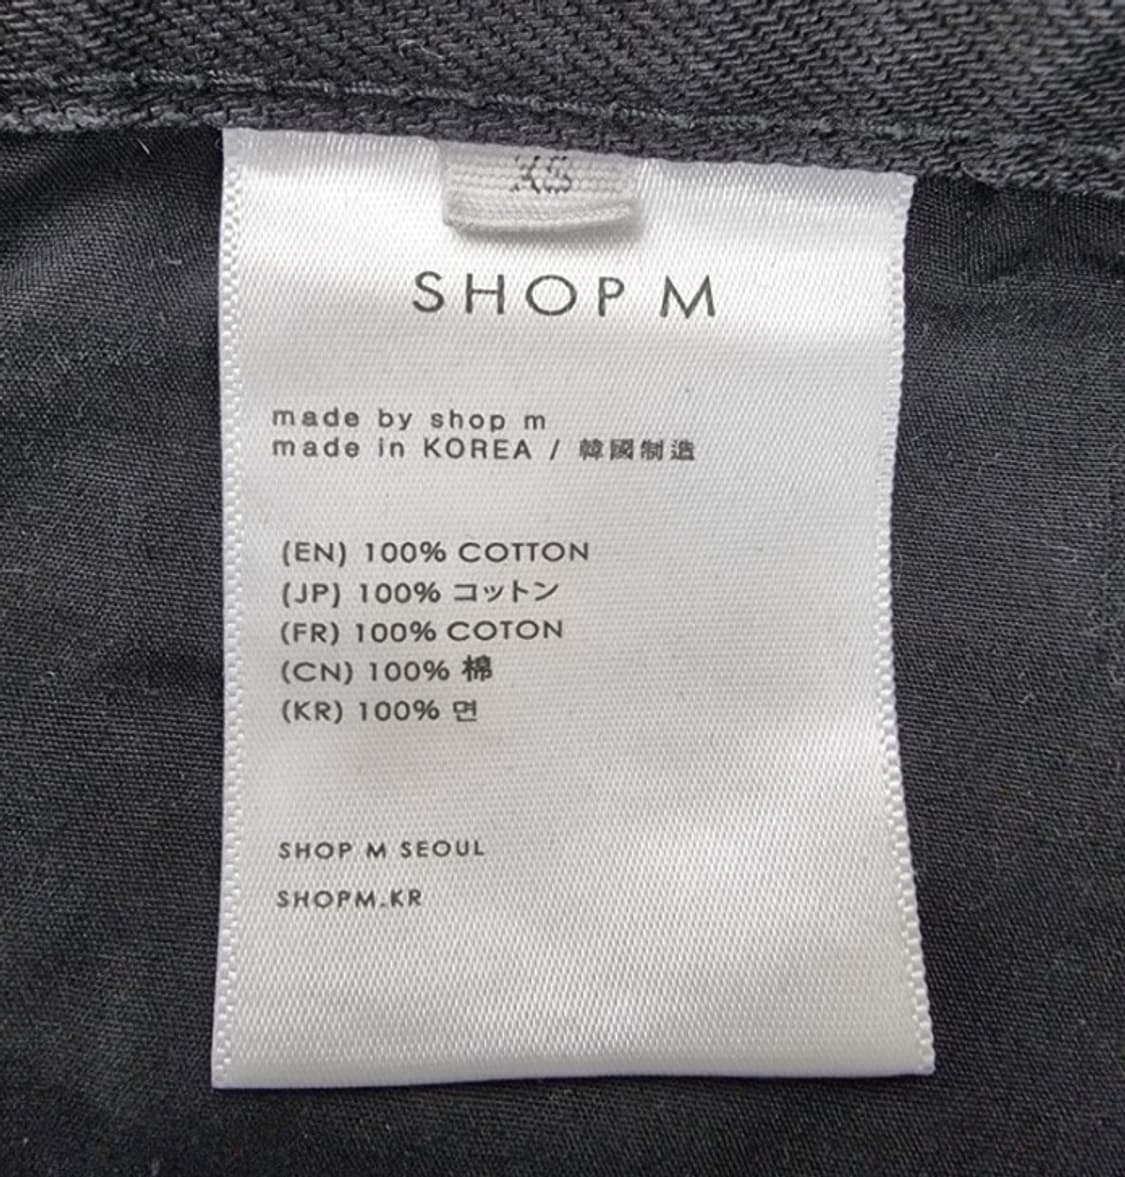 XS
SHOP M
made by shop m
made in KOREA / 韓國制造
(EN) 100% COTTON
(JP) 100% コットン
(FR) 100% COTON
(CN) 100% 棉
(KR) 100% 면
SHOP M SEOUL
SHOPM.KR